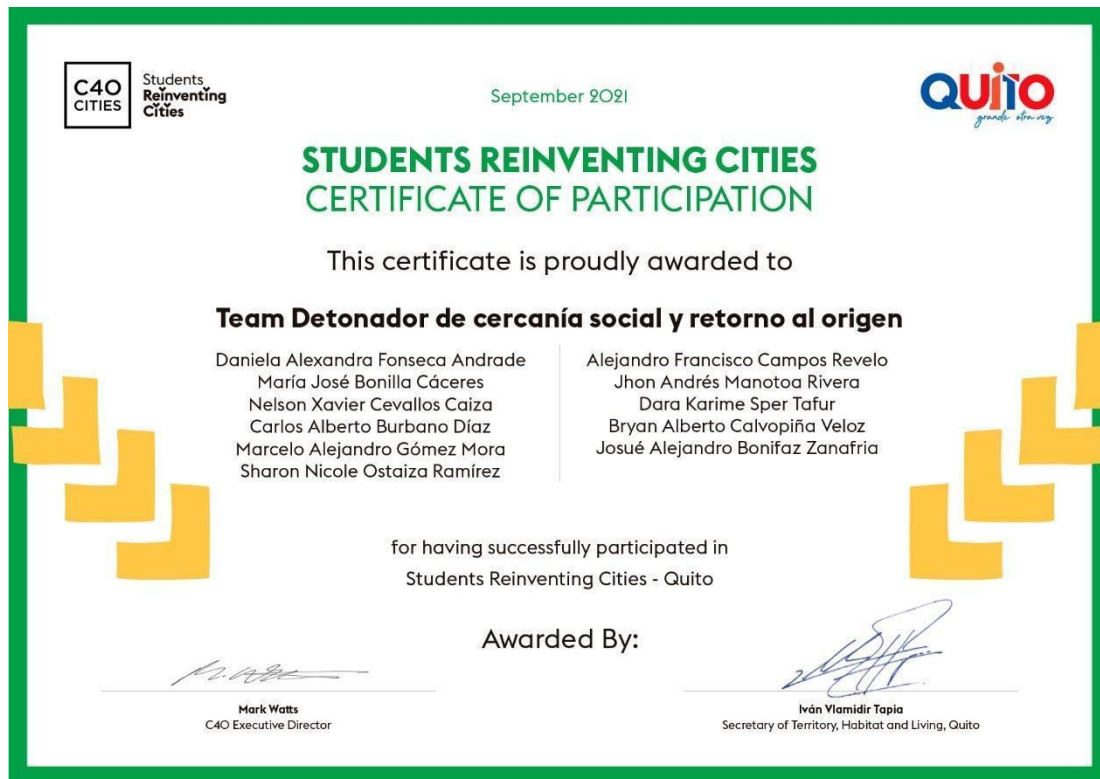 C40
CITIES
Students
Reinventing
Cities
September 2021
QUITO
grande otra vez
STUDENTS REINVENTING CITIES
CERTIFICATE OF PARTICIPATION
This certificate is proudly awarded to
Team Detonador de cercanía social y retorno al origen
Daniela Alexandra Fonseca Andrade
María José Bonilla Cáceres
Nelson Xavier Cevallos Caiza
Carlos Alberto Burbano Díaz
Marcelo Alejandro Gómez Mora
Sharon Nicole Ostaiza Ramírez
Alejandro Francisco Campos Revelo
Jhon Andrés Manotoa Rivera
Dara Karime Sper Tafur
Bryan Alberto Calvopiña Veloz
Josué Alejandro Bonifaz Zanafria
for having successfully participated in
Students Reinventing Cities - Quito
Awarded By:
Mark Watts
C40 Executive Director
Iván Vlamidir Tapia
Secretary of Territory, Habitat and Living, Quito